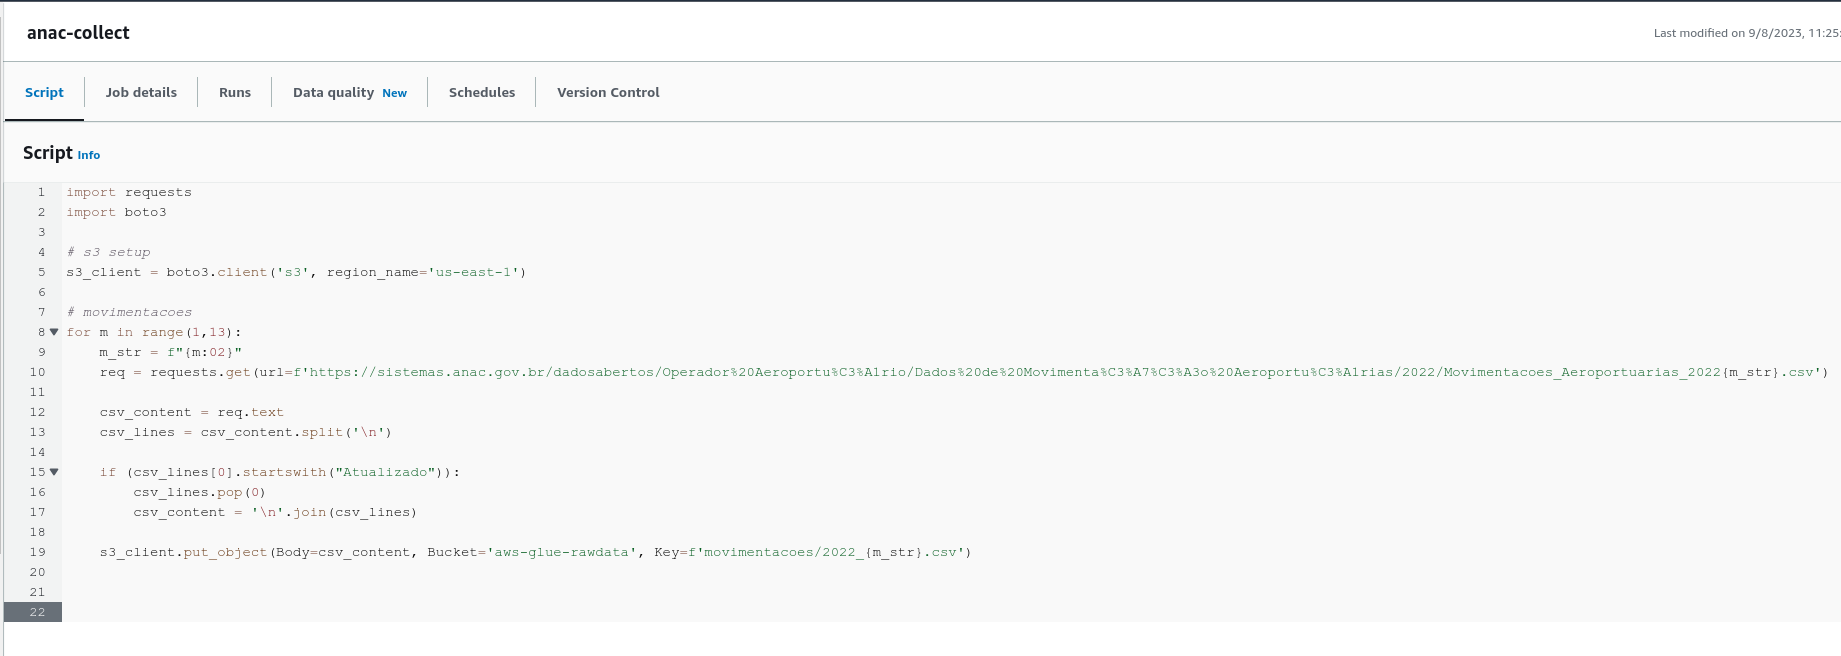 anac-collect
Last modified on 9/8/2023, 11:25:
Script
Job details
Runs
Data quality New
Schedules
Version Control
Script Info
1 import requests
2 import boto3
3
4 # s3 setup
5 s3_client = boto3.client('s3', region_name='us-east-1')
6
7 # movimentacoes
8 for m in range(1,13):
9 m_str = f"{m:02}"
10 req = requests.get(url=f'https://sistemas.anac.gov.br/dadosabertos/Operador%20Aeroportu%C3%A1rio/Dados%20de%20Movimenta%C3%A7%C3%A3o%20Aeroportu%C3%A1rias/2022/Movimentacoes_Aeroportuarias_2022{m_str}.csv')
11
12 csv_content = req.text
13 csv_lines = csv_content.split('\n')
14
15 if (csv_lines[0].startswith("Atualizado")):
16 csv_lines.pop(0)
17 csv_content = '\n'.join(csv_lines)
18
19 s3_client.put_object(Body=csv_content, Bucket='aws-glue-rawdata', Key=f'movimentacoes/2022_{m_str}.csv')
20
21
22